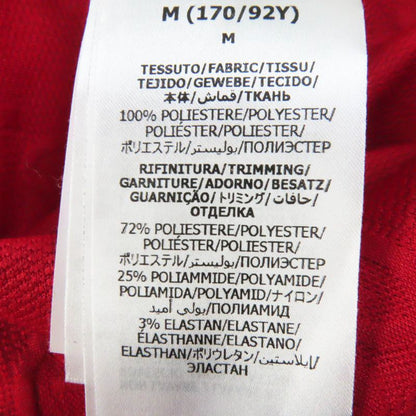 M (170/92Y)
M
TESSUTO/FABRIC/TISSU/
TEJIDO/GEWEBE/TECIDO/
本体/قماش/ТКАНЬ
100% POLIESTERE/POLYESTER/
POLIÉSTER/POLIESTER/
ポリエステル/بوليستر/ПОЛИЭСТЕР
RIFINITURA/TRIMMING/
GARNITURE/ADORNO/BESATZ/
GUARNIÇÃO/トリミング/حافات/
ОТДЕЛКА
72% POLIESTERE/POLYESTER/
POLIÉSTER/POLIESTER/
ポリエステル/بوليستر/ПОЛИЭСТЕР
25% POLIAMMIDE/POLYAMIDE/
POLIAMIDA/POLYAMID/ナイロン/
بولي أميد/ПОЛИАМИД
3% ELASTAN/ELASTANE/
ELASTHANNE/ELASTANO/
ELASTHAN/ポリウレタン/إيلاستين/
ЭЛАСТАН